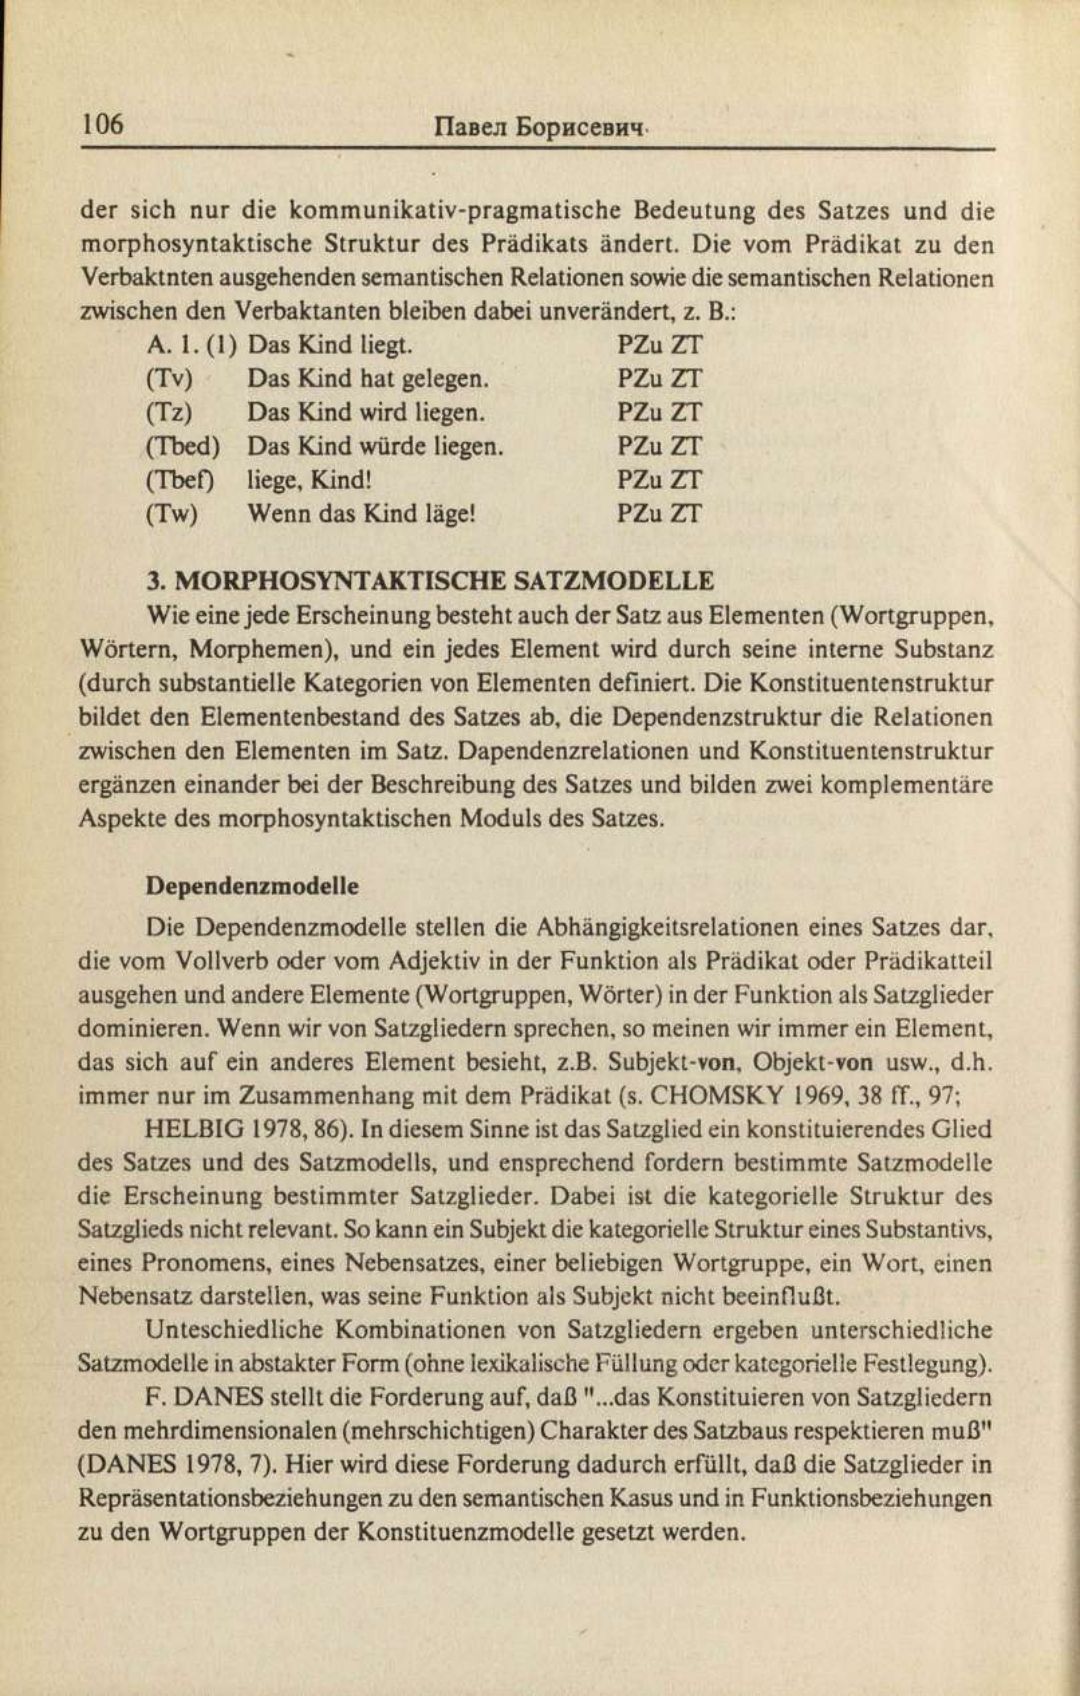 106
Павел Борисевич
der sich nur die kommunikativ-pragmatische Bedeutung des Satzes und die
morphosyntaktische Struktur des Prädikats ändert. Die vom Prädikat zu den
Verbaktnten ausgehenden semantischen Relationen sowie die semantischen Relationen
zwischen den Verbaktanten bleiben dabei unverändert, z. B.:
A. 1. (1) Das Kind liegt. PZu ZT
(Tv) Das Kind hat gelegen. PZu ZT
(Tz) Das Kind wird liegen. PZu ZT
(Tbed) Das Kind würde liegen. PZu ZT
(Tbef) liege, Kind! PZu ZT
(Tw) Wenn das Kind läge! PZu ZT
3. MORPHOSYNTAKTISCHE SATZMODELLE
Wie eine jede Erscheinung besteht auch der Satz aus Elementen (Wortgruppen,
Wörtern, Morphemen), und ein jedes Element wird durch seine interne Substanz
(durch substantielle Kategorien von Elementen definiert. Die Konstituentenstruktur
bildet den Elementenbestand des Satzes ab, die Dependenzstruktur die Relationen
zwischen den Elementen im Satz. Dapendenzrelationen und Konstituentenstruktur
ergänzen einander bei der Beschreibung des Satzes und bilden zwei komplementäre
Aspekte des morphosyntaktischen Moduls des Satzes.
Dependenzmodelle
Die Dependenzmodelle stellen die Abhängigkeitsrelationen eines Satzes dar,
die vom Vollverb oder vom Adjektiv in der Funktion als Prädikat oder Prädikatteil
ausgehen und andere Elemente (Wortgruppen, Wörter) in der Funktion als Satzglieder
dominieren. Wenn wir von Satzgliedern sprechen, so meinen wir immer ein Element,
das sich auf ein anderes Element besieht, z.B. Subjekt-von, Objekt-von usw., d.h.
immer nur im Zusammenhang mit dem Prädikat (s. CHOMSKY 1969, 38 ff., 97;
HELBIG 1978, 86). In diesem Sinne ist das Satzglied ein konstituierendes Glied
des Satzes und des Satzmodells, und ensprechend fordern bestimmte Satzmodelle
die Erscheinung bestimmter Satzglieder. Dabei ist die kategorielle Struktur des
Satzglieds nicht relevant. So kann ein Subjekt die kategorielle Struktur eines Substantivs,
eines Pronomens, eines Nebensatzes, einer beliebigen Wortgruppe, ein Wort, einen
Nebensatz darstellen, was seine Funktion als Subjekt nicht beeinflußt.
Unteschiedliche Kombinationen von Satzgliedern ergeben unterschiedliche
Satzmodelle in abstakter Form (ohne lexikalische Füllung oder kategorielle Festlegung).
F. DANES stellt die Forderung auf, daß "...das Konstituieren von Satzgliedern
den mehrdimensionalen (mehrschichtigen) Charakter des Satzbaus respektieren muß"
(DANES 1978, 7). Hier wird diese Forderung dadurch erfüllt, daß die Satzglieder in
Repräsentationsbeziehungen zu den semantischen Kasus und in Funktionsbeziehungen
zu den Wortgruppen der Konstituenzmodelle gesetzt werden.